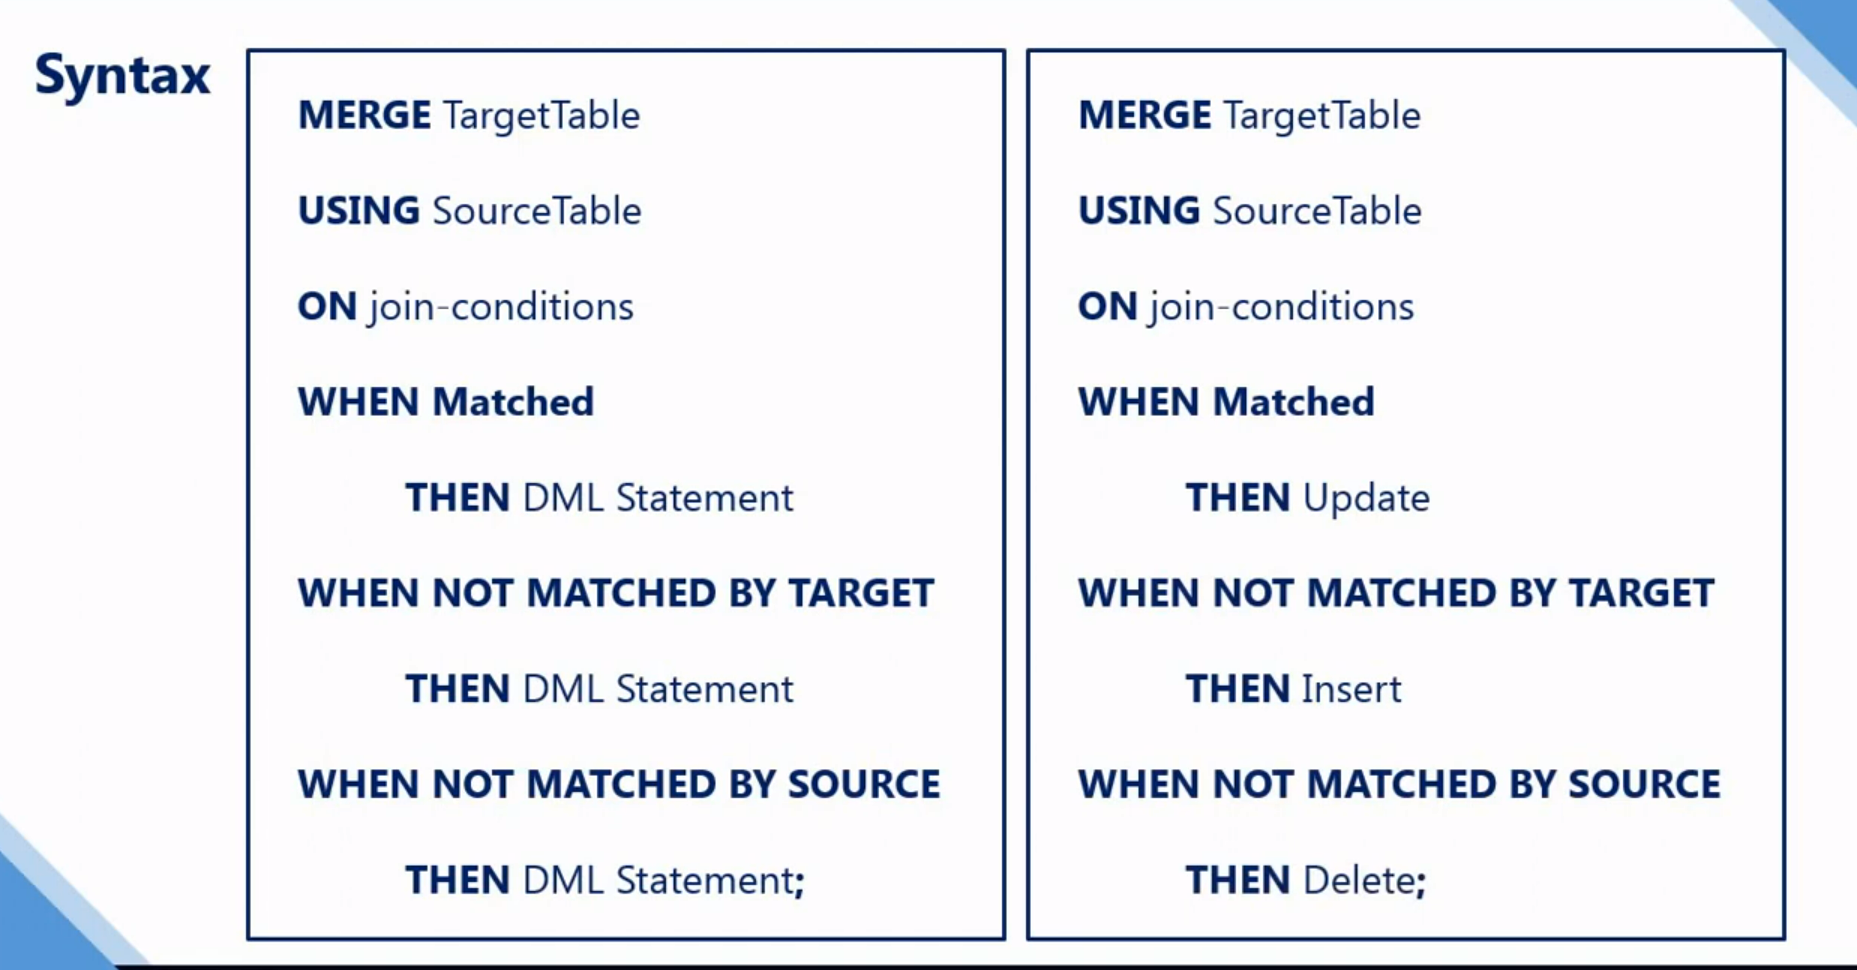 Syntax
MERGE TargetTable
USING SourceTable
ON join-conditions
WHEN Matched
THEN DML Statement
WHEN NOT MATCHED BY TARGET
THEN DML Statement
WHEN NOT MATCHED BY SOURCE
THEN DML Statement;
MERGE TargetTable
USING SourceTable
ON join-conditions
WHEN Matched
THEN Update
WHEN NOT MATCHED BY TARGET
THEN Insert
WHEN NOT MATCHED BY SOURCE
THEN Delete;